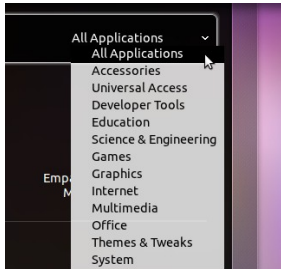 All Applications
All Applications
Accessories
Universal Access
Developer Tools
Education
Science & Engineering
Games
Graphics
Internet
Multimedia
Office
Themes & Tweaks
System
Emp
M